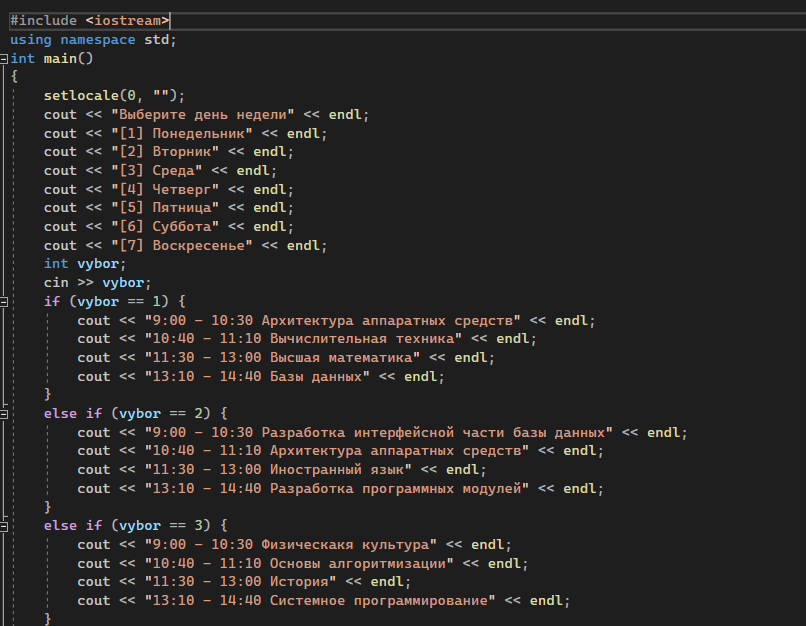 #include <iostream>
using namespace std;
int main()
{
setlocale(0, "");
cout << "Выберите день недели" << endl;
cout << "[1] Понедельник" << endl;
cout << "[2] Вторник" << endl;
cout << "[3] Среда" << endl;
cout << "[4] Четверг" << endl;
cout << "[5] Пятница" << endl;
cout << "[6] Суббота" << endl;
cout << "[7] Воскресенье" << endl;
int vybor;
cin >> vybor;
if (vybor == 1) {
cout << "9:00 - 10:30 Архитектура аппаратных средств" << endl;
cout << "10:40 - 11:10 Вычислительная техника" << endl;
cout << "11:30 - 13:00 Высшая математика" << endl;
cout << "13:10 - 14:40 Базы данных" << endl;
}
else if (vybor == 2) {
cout << "9:00 - 10:30 Разработка интерфейсной части базы данных" << endl;
cout << "10:40 - 11:10 Архитектура аппаратных средств" << endl;
cout << "11:30 - 13:00 Иностранный язык" << endl;
cout << "13:10 - 14:40 Разработка программных модулей" << endl;
}
else if (vybor == 3) {
cout << "9:00 - 10:30 Физическакя культура" << endl;
cout << "10:40 - 11:10 Основы алгоритмизации" << endl;
cout << "11:30 - 13:00 История" << endl;
cout << "13:10 - 14:40 Системное программирование" << endl;
}